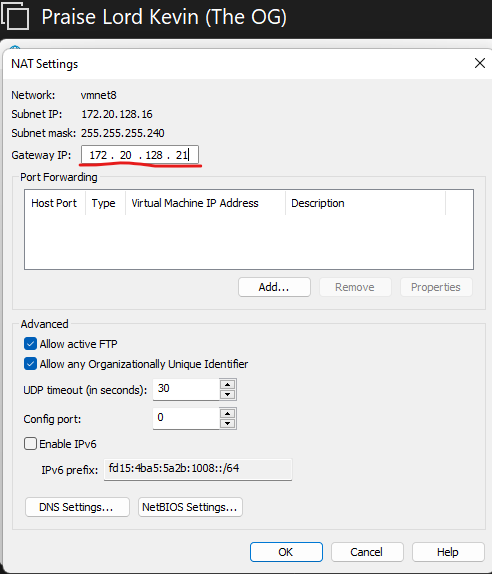 Praise Lord Kevin (The OG)
NAT Settings
Network: vmnet8
Subnet IP: 172.20.128.16
Subnet mask: 255.255.255.240
Gateway IP: 172 . 20 . 128 . 21
Port Forwarding
Host Port Type Virtual Machine IP Address Description
Add... Remove Properties
Advanced
Allow active FTP
Allow any Organizationally Unique Identifier
UDP timeout (in seconds): 30
Config port: 0
Enable IPv6
IPv6 prefix: fd15:4ba5:5a2b:1008::/64
DNS Settings... NetBIOS Settings...
OK Cancel Help